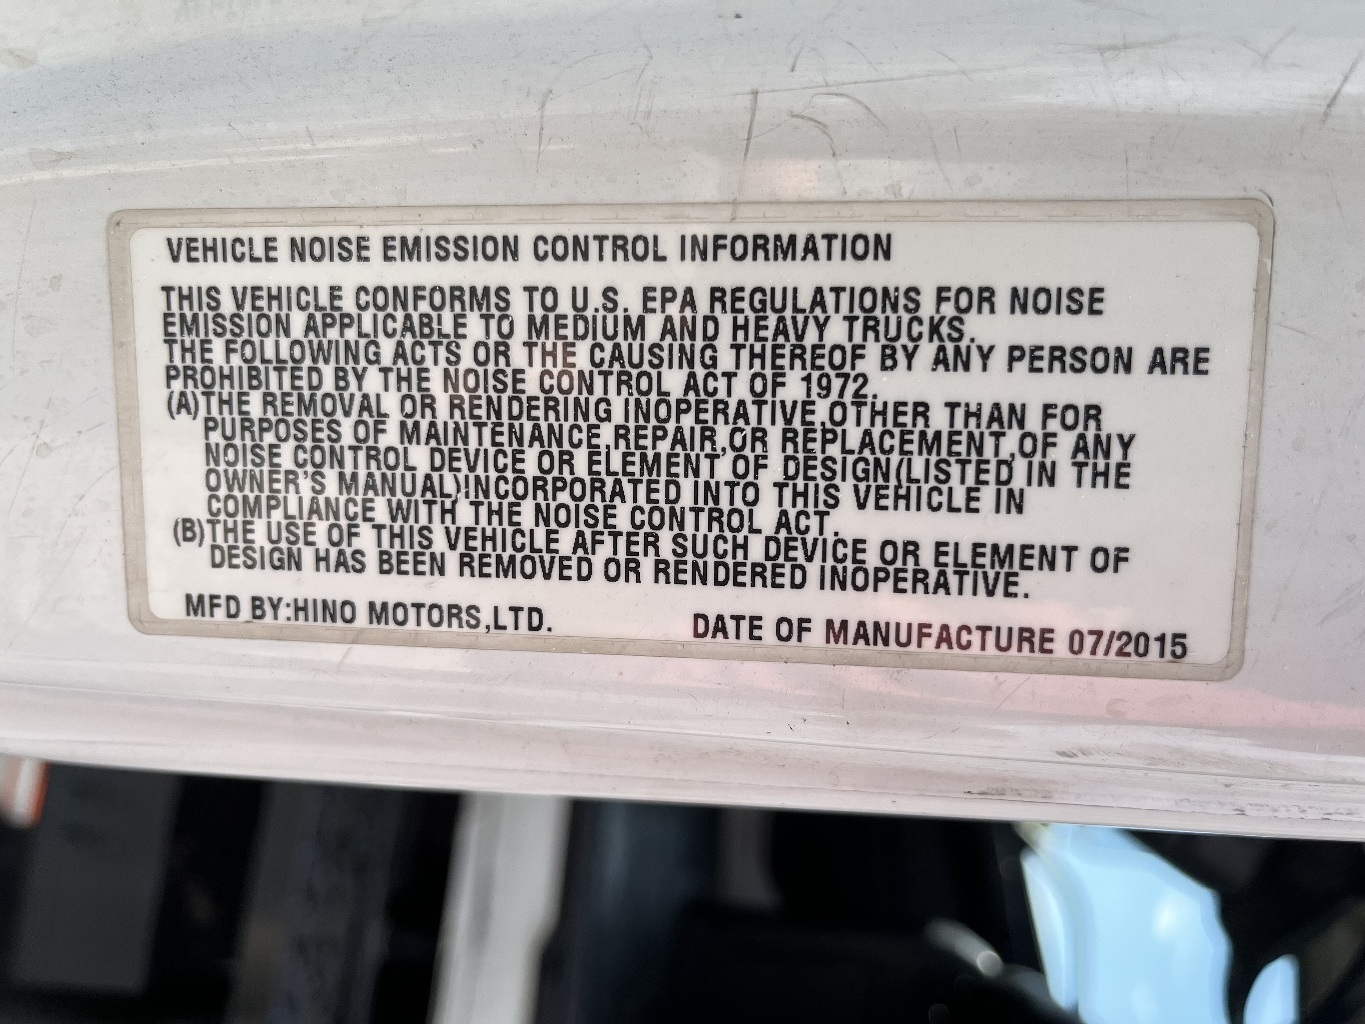 VEHICLE NOISE EMISSION CONTROL INFORMATION
THIS VEHICLE CONFORMS TO U.S. EPA REGULATIONS FOR NOISE
EMISSION APPLICABLE TO MEDIUM AND HEAVY TRUCKS.
THE FOLLOWING ACTS OR THE CAUSING THEREOF BY ANY PERSON ARE
PROHIBITED BY THE NOISE CONTROL ACT OF 1972.
(A)THE REMOVAL OR RENDERING INOPERATIVE,OTHER THAN FOR
PURPOSES OF MAINTENANCE,REPAIR,OR REPLACEMENT,OF ANY
NOISE CONTROL DEVICE OR ELEMENT OF DESIGN(LISTED IN THE
OWNER'S MANUAL)INCORPORATED INTO THIS VEHICLE IN
COMPLIANCE WITH THE NOISE CONTROL ACT.
(B)THE USE OF THIS VEHICLE AFTER SUCH DEVICE OR ELEMENT OF
DESIGN HAS BEEN REMOVED OR RENDERED INOPERATIVE.
MFD BY:HINO MOTORS,LTD.
DATE OF MANUFACTURE 07/2015